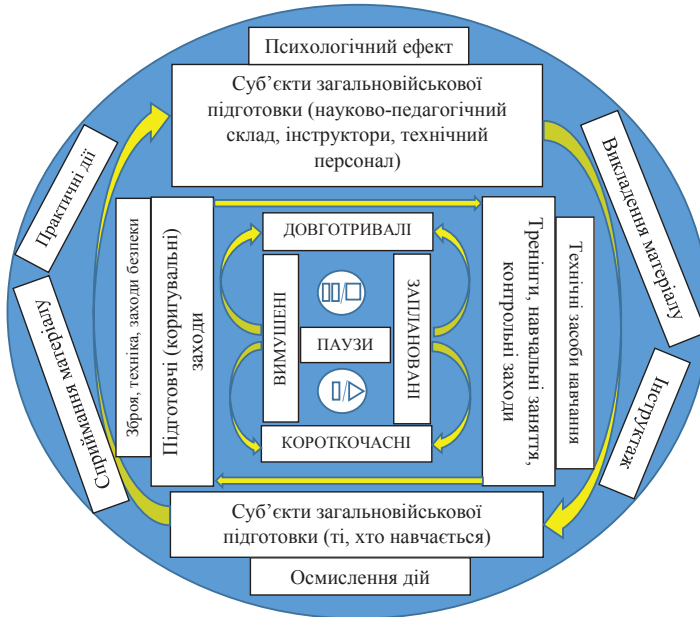 Психологічний ефект
Суб’єкти загальновійськової
підготовки (науково-педагогічний
склад, інструктори, технічний
персонал)
Практичні дії
Викладення матеріалу
Сприймання матеріалу
Зброя, техніка, заходи безпеки
Підготовчі (коригувальні)
заходи
ДОВГОТРИВАЛІ
ВИМУШЕНІ
ПАУЗИ
ЗАПЛАНОВАНІ
КОРОТКОЧАСНІ
Тренінги, навчальні заняття,
контрольні заходи
Технічні засоби навчання
Інструктаж
Суб’єкти загальновійськової
підготовки (ті, хто навчається)
Осмислення дій